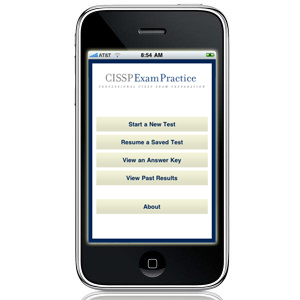 AT&T 8:54 AM
CISSP Exam Practice
PROFESSIONAL CISSP EXAM PREPARATION
Start a New Test
Resume a Saved Test
View an Answer Key
View Past Results
About